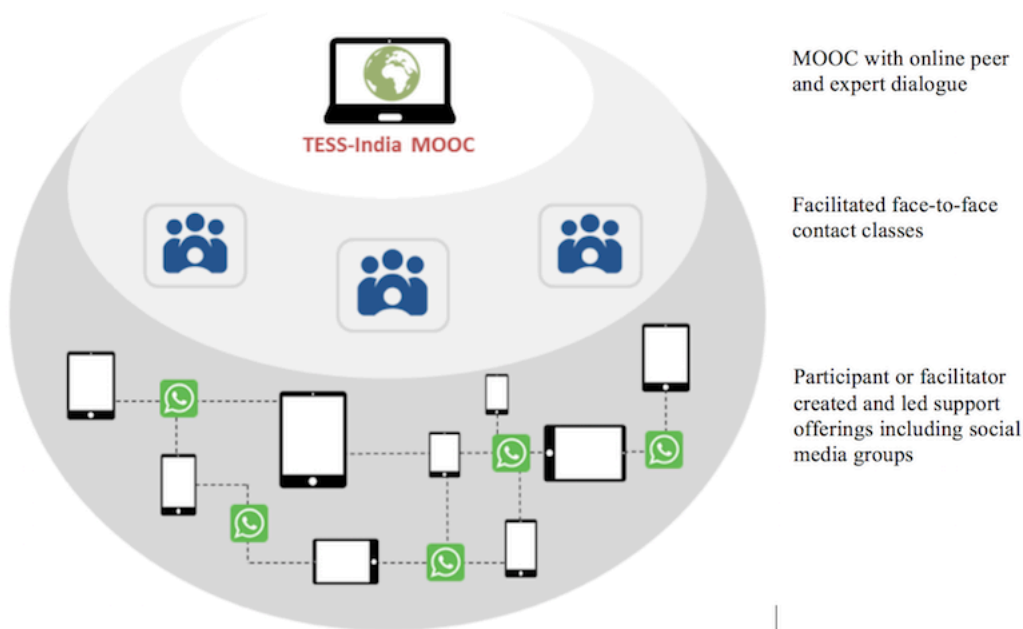 TESS-India MOOC
MOOC with online peer
and expert dialogue
Facilitated face-to-face
contact classes
Participant or facilitator
created and led support
offerings including social
media groups